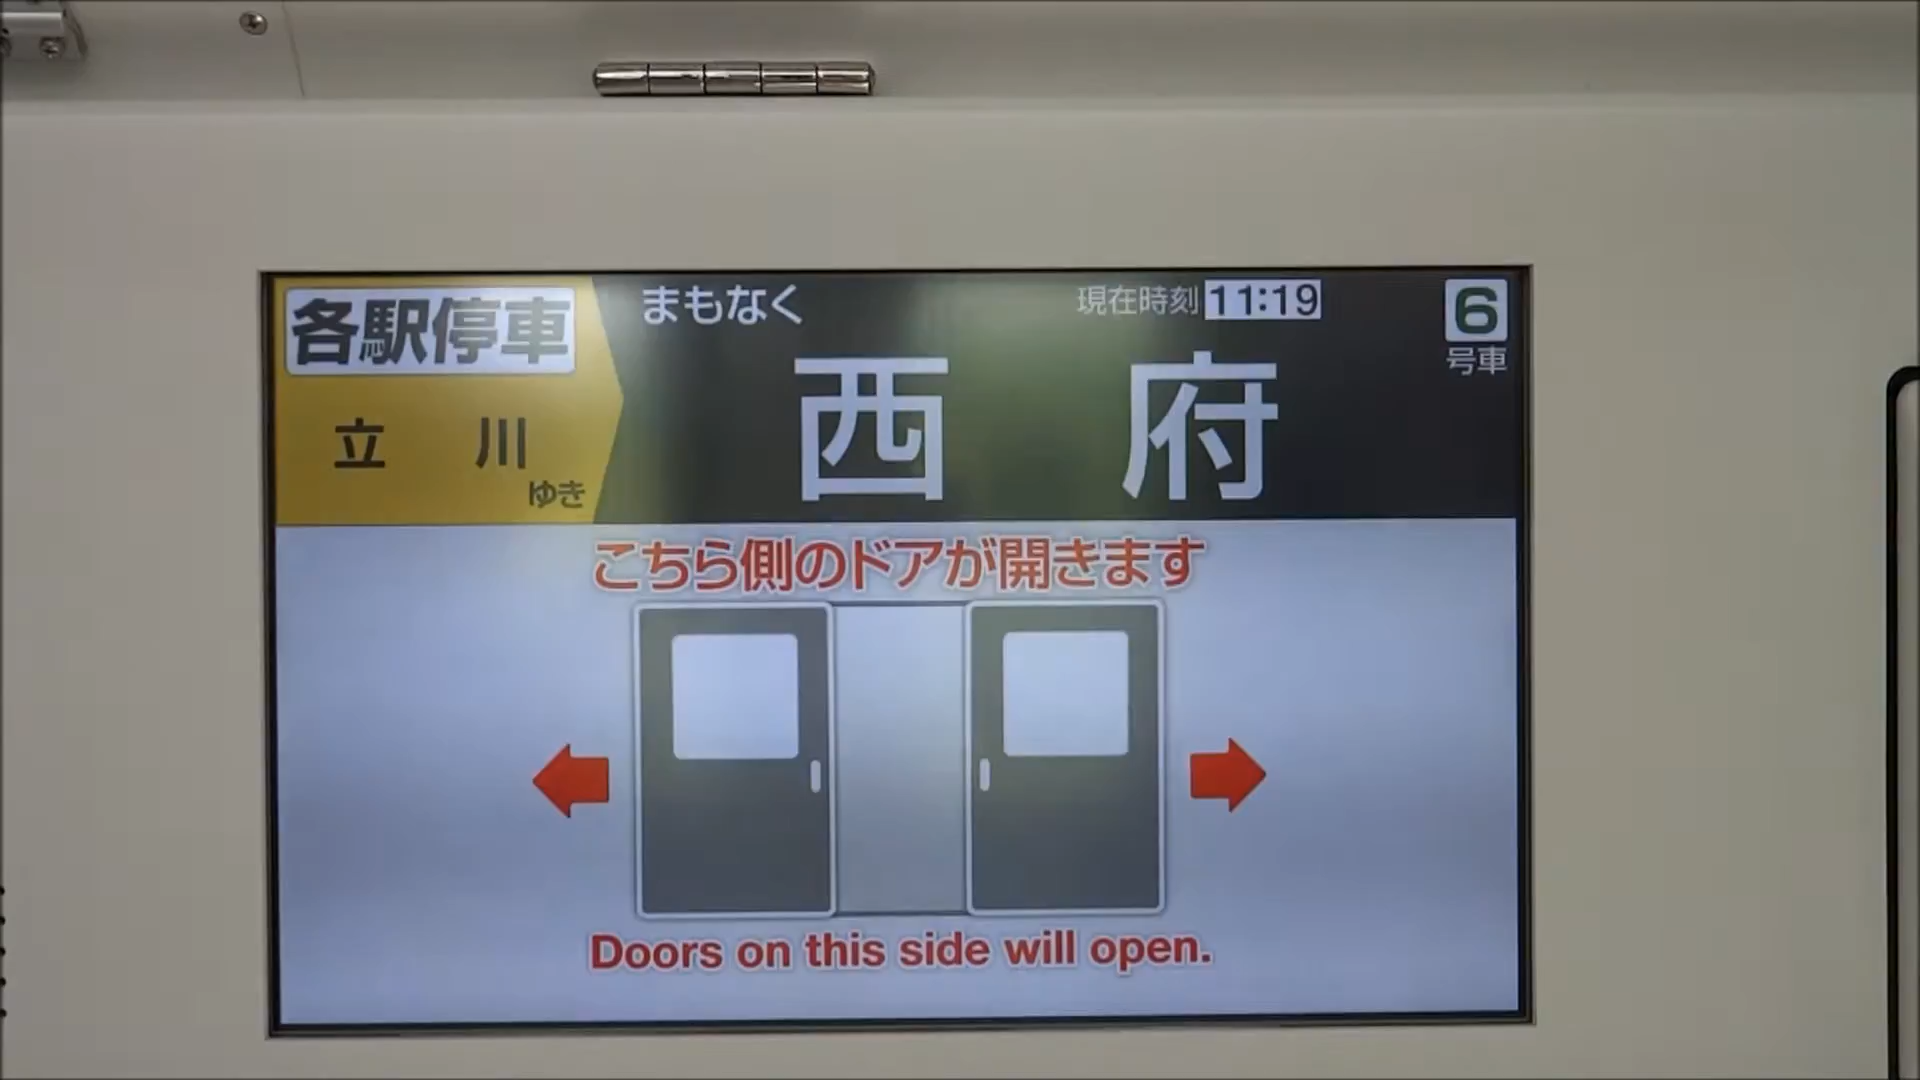 各駅停車
立川
ゆき
まもなく
現在時刻 11:19
6
号車
西府
こちら側のドアが開きます
Doors on this side will open.